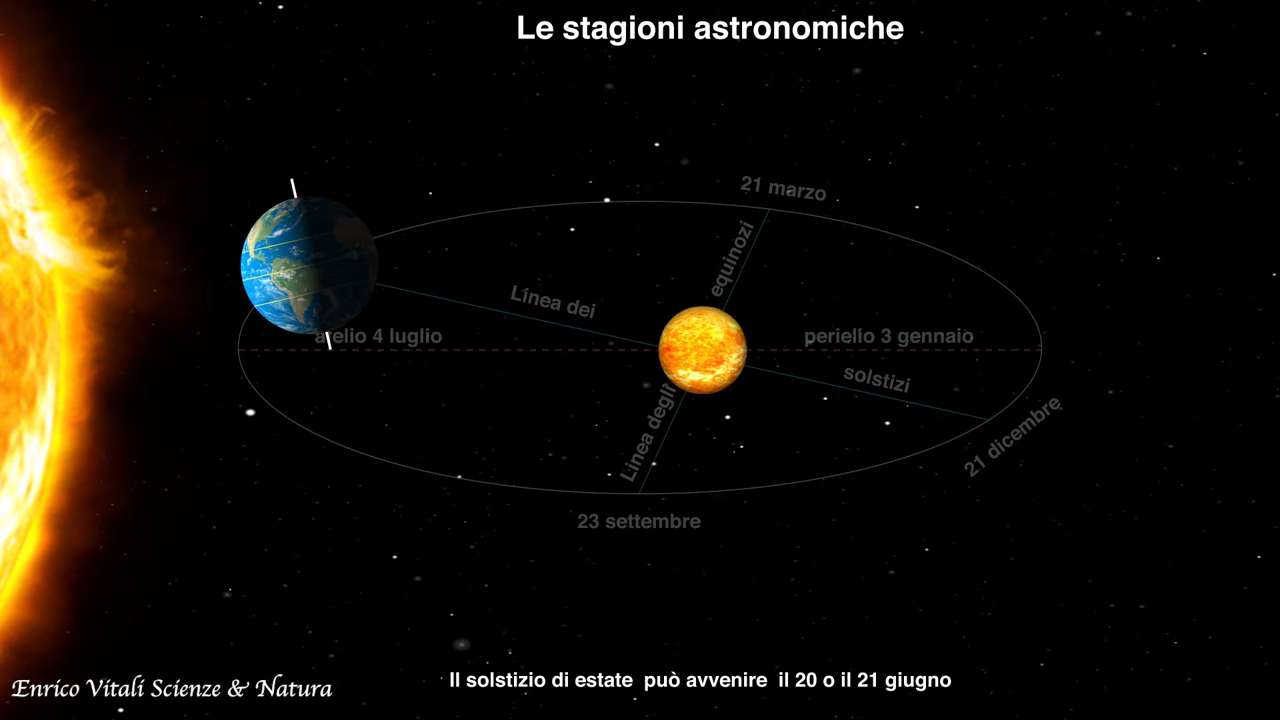 Le stagioni astronomiche
21 marzo
equinozi
Linea dei
afelio 4 luglio
perielio 3 gennaio
solstizi
Linea degli
21 dicembre
23 settembre
Il solstizio di estate può avvenire il 20 o il 21 giugno
Enrico Vitali Scienze & Natura